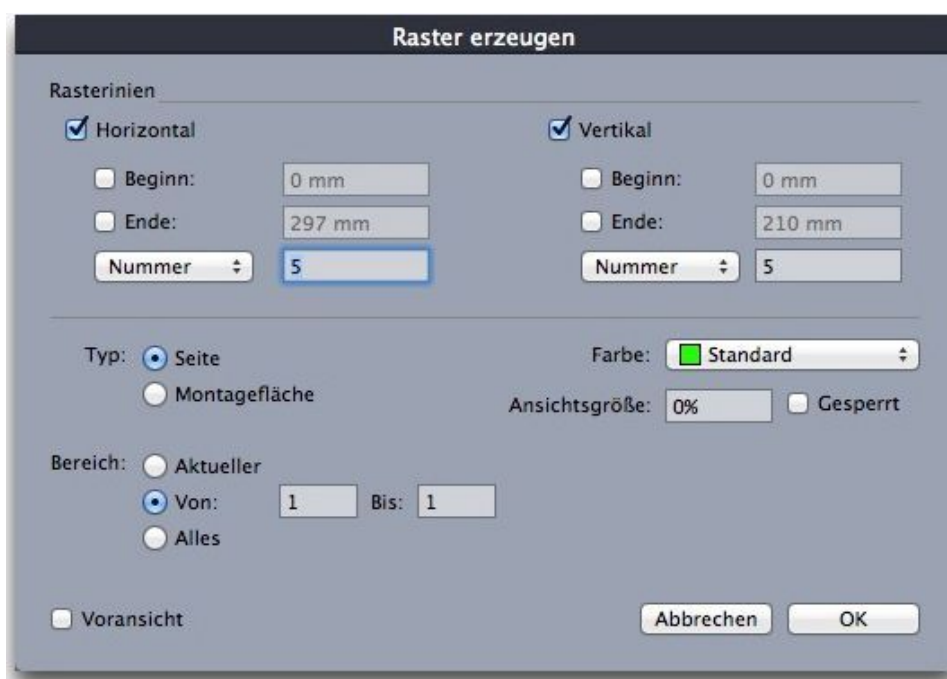 Raster erzeugen
Rasterinien
Horizontal Vertikal
Beginn: 0 mm Beginn: 0 mm
Ende: 297 mm Ende: 210 mm
Nummer 5 Nummer 5
Typ: Seite Farbe: Standard
Montagefläche
Ansichtsgröße: 0% Gesperrt
Bereich: Aktueller
Von: 1 Bis: 1
Alles
Voransicht Abbrechen OK